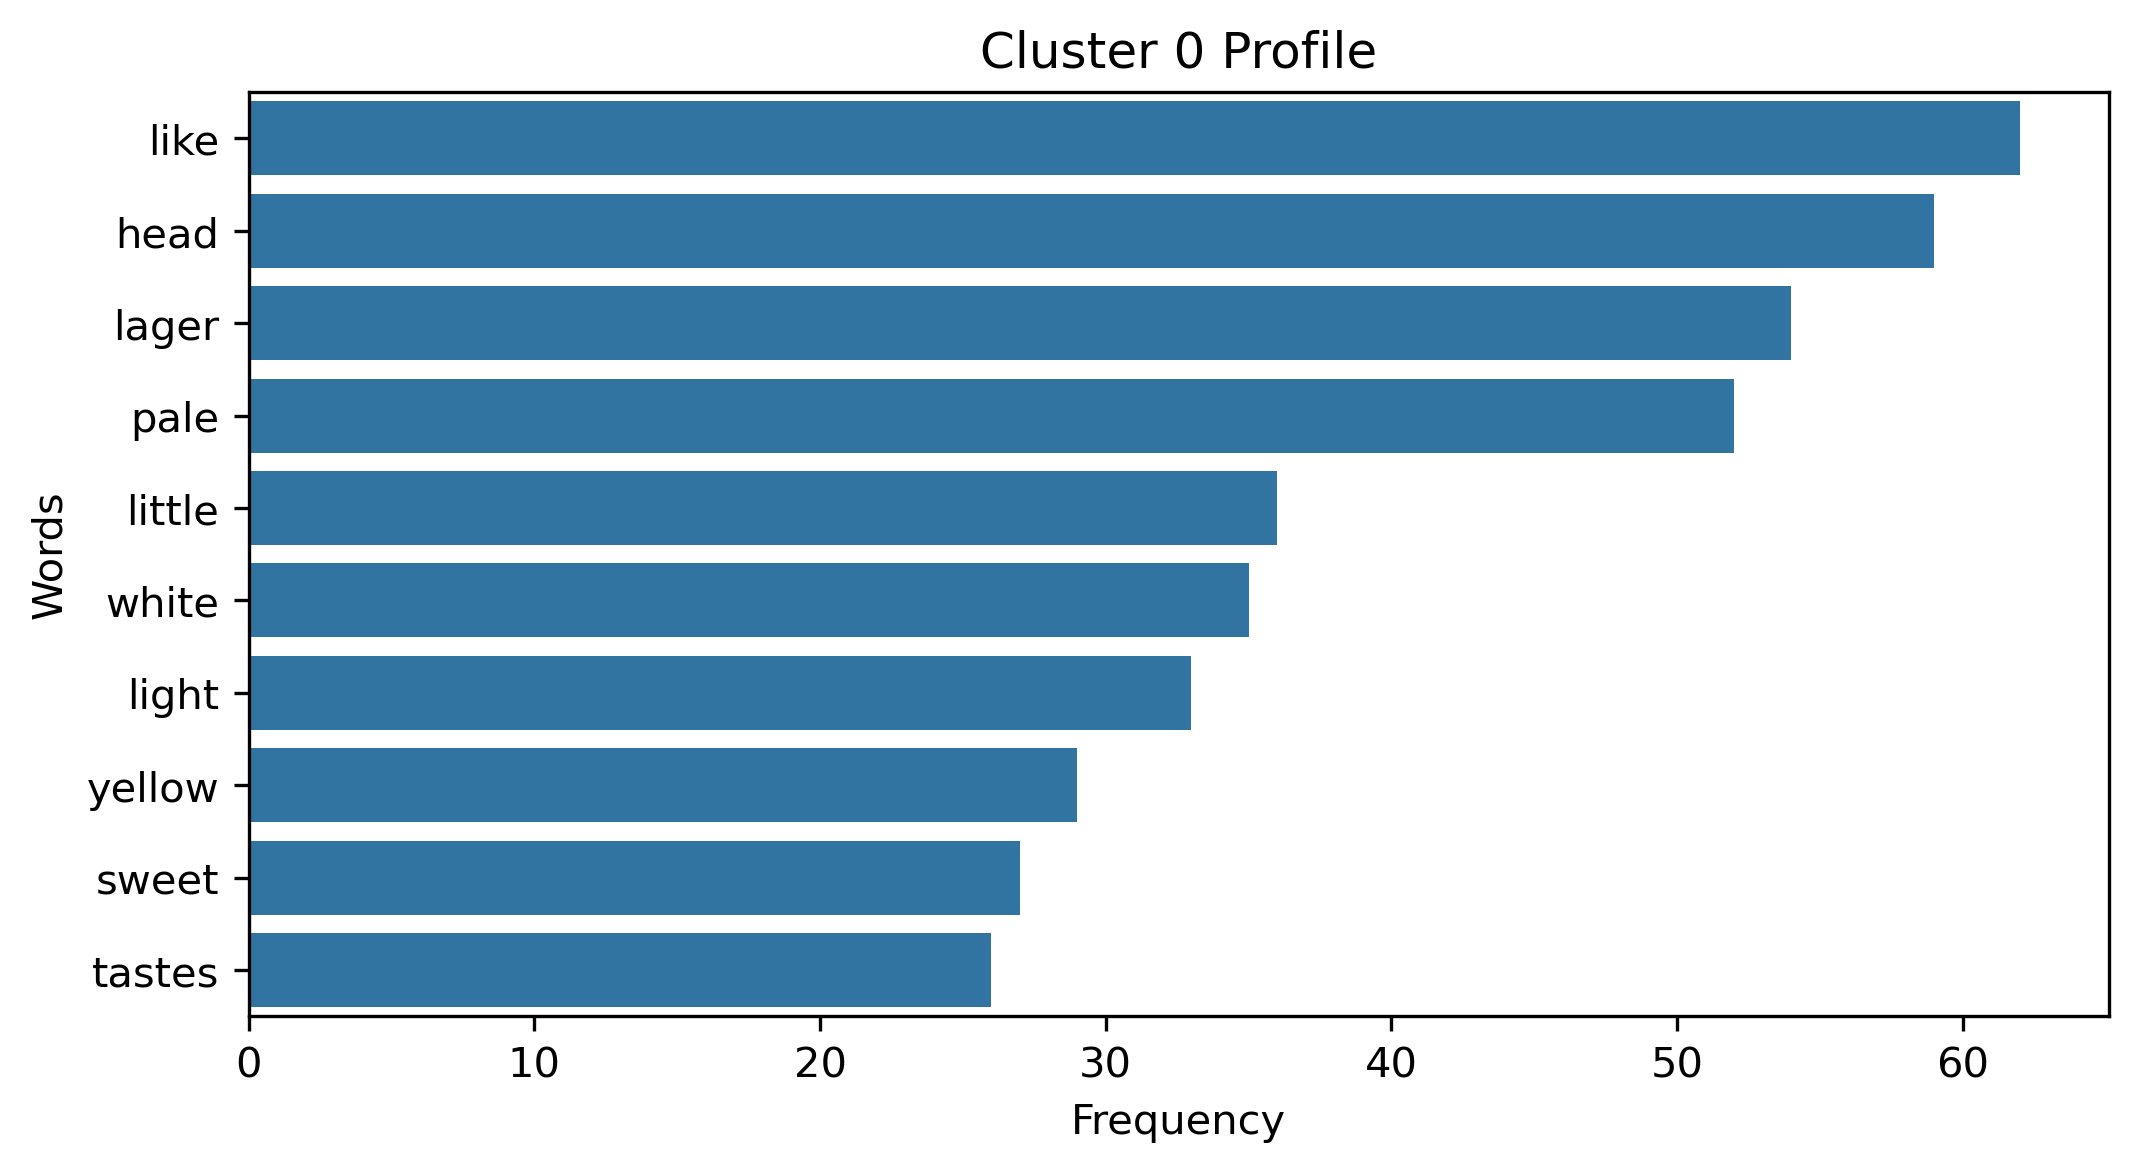 Cluster 0 Profile
like
head
lager
pale
little
white
light
yellow
sweet
tastes
Words
0 10 20 30 40 50 60
Frequency